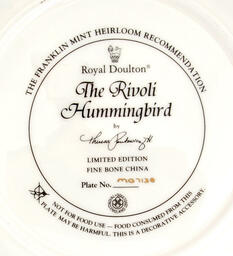 THE FRANKLIN MINT HEIRLOOM RECOMMENDATION
Royal Doulton®
The Rivoli
Hummingbird
by
LIMITED EDITION
FINE BONE CHINA
Plate No.
NOT FOR FOOD USE — FOOD CONSUMED FROM THIS
PLATE MAY BE HARMFUL. THIS IS A DECORATIVE ACCESSORY.